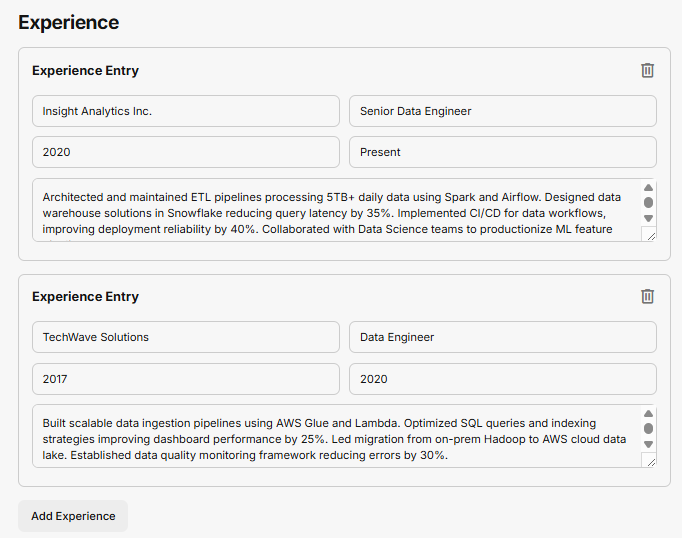 Experience
Experience Entry
Insight Analytics Inc.
Senior Data Engineer
2020
Present
Architected and maintained ETL pipelines processing 5TB+ daily data using Spark and Airflow. Designed data
warehouse solutions in Snowflake reducing query latency by 35%. Implemented CI/CD for data workflows,
improving deployment reliability by 40%. Collaborated with Data Science teams to productionize ML feature
Experience Entry
TechWave Solutions
Data Engineer
2017
2020
Built scalable data ingestion pipelines using AWS Glue and Lambda. Optimized SQL queries and indexing
strategies improving dashboard performance by 25%. Led migration from on-prem Hadoop to AWS cloud data
lake. Established data quality monitoring framework reducing errors by 30%.
Add Experience